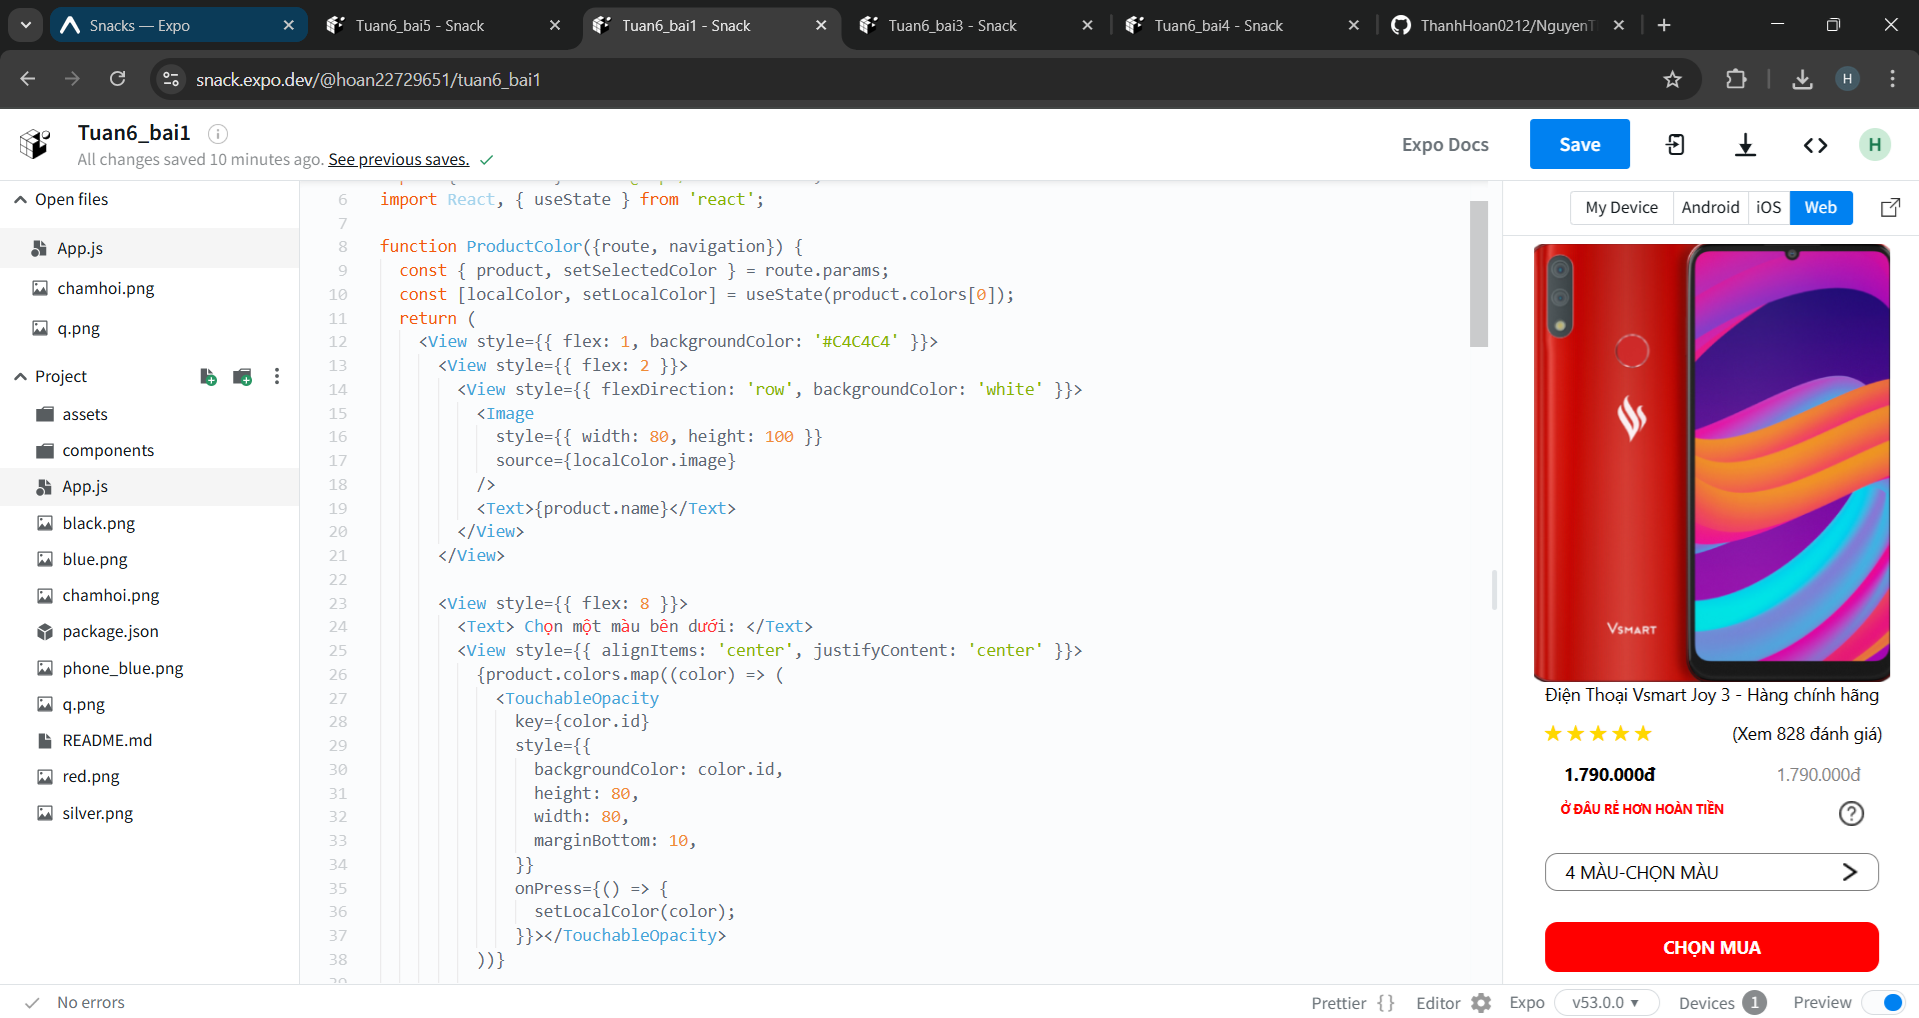 Snacks — Expo
Tuan6_bai5 - Snack
Tuan6_bai1 - Snack
Tuan6_bai3 - Snack
Tuan6_bai4 - Snack
ThanhHoan0212/NguyenT
snack.expo.dev/@hoan22729651/tuan6_bai1
H
Tuan6_bai1
All changes saved 10 minutes ago. See previous saves.
Expo Docs
Save
H
Open files
App.js
chamhoi.png
q.png
Project
assets
components
App.js
black.png
blue.png
chamhoi.png
package.json
phone_blue.png
q.png
README.md
red.png
silver.png
6 import React, { useState } from 'react';
7
8 function ProductColor({route, navigation}) {
9 const { product, setSelectedColor } = route.params;
10 const [localColor, setLocalColor] = useState(product.colors[0]);
11 return (
12 <View style={{ flex: 1, backgroundColor: '#C4C4C4' }}>
13 <View style={{ flex: 2 }}>
14 <View style={{ flexDirection: 'row', backgroundColor: 'white' }}>
15 <Image
16 style={{ width: 80, height: 100 }}
17 source={localColor.image}
18 />
19 <Text>{product.name}</Text>
20 </View>
21 </View>
22
23 <View style={{ flex: 8 }}>
24 <Text> Chọn một màu bên dưới: </Text>
25 <View style={{ alignItems: 'center', justifyContent: 'center' }}>
26 {product.colors.map((color) => (
27 <TouchableOpacity
28 key={color.id}
29 style={{
30 backgroundColor: color.id,
31 height: 80,
32 width: 80,
33 marginBottom: 10,
34 }}
35 onPress={() => {
36 setLocalColor(color);
37 }}></TouchableOpacity>
38 ))}
My Device
Android
iOS
Web
VSMART
Điện Thoại Vsmart Joy 3 - Hàng chính hãng
★★★★★ (Xem 828 đánh giá)
1.790.000đ 1.790.000đ
Ở ĐÂU RẺ HƠN HOÀN TIỀN ?
4 MÀU-CHỌN MÀU
CHỌN MUA
No errors
Prettier {}
Editor
Expo v53.0.0
Devices 1
Preview